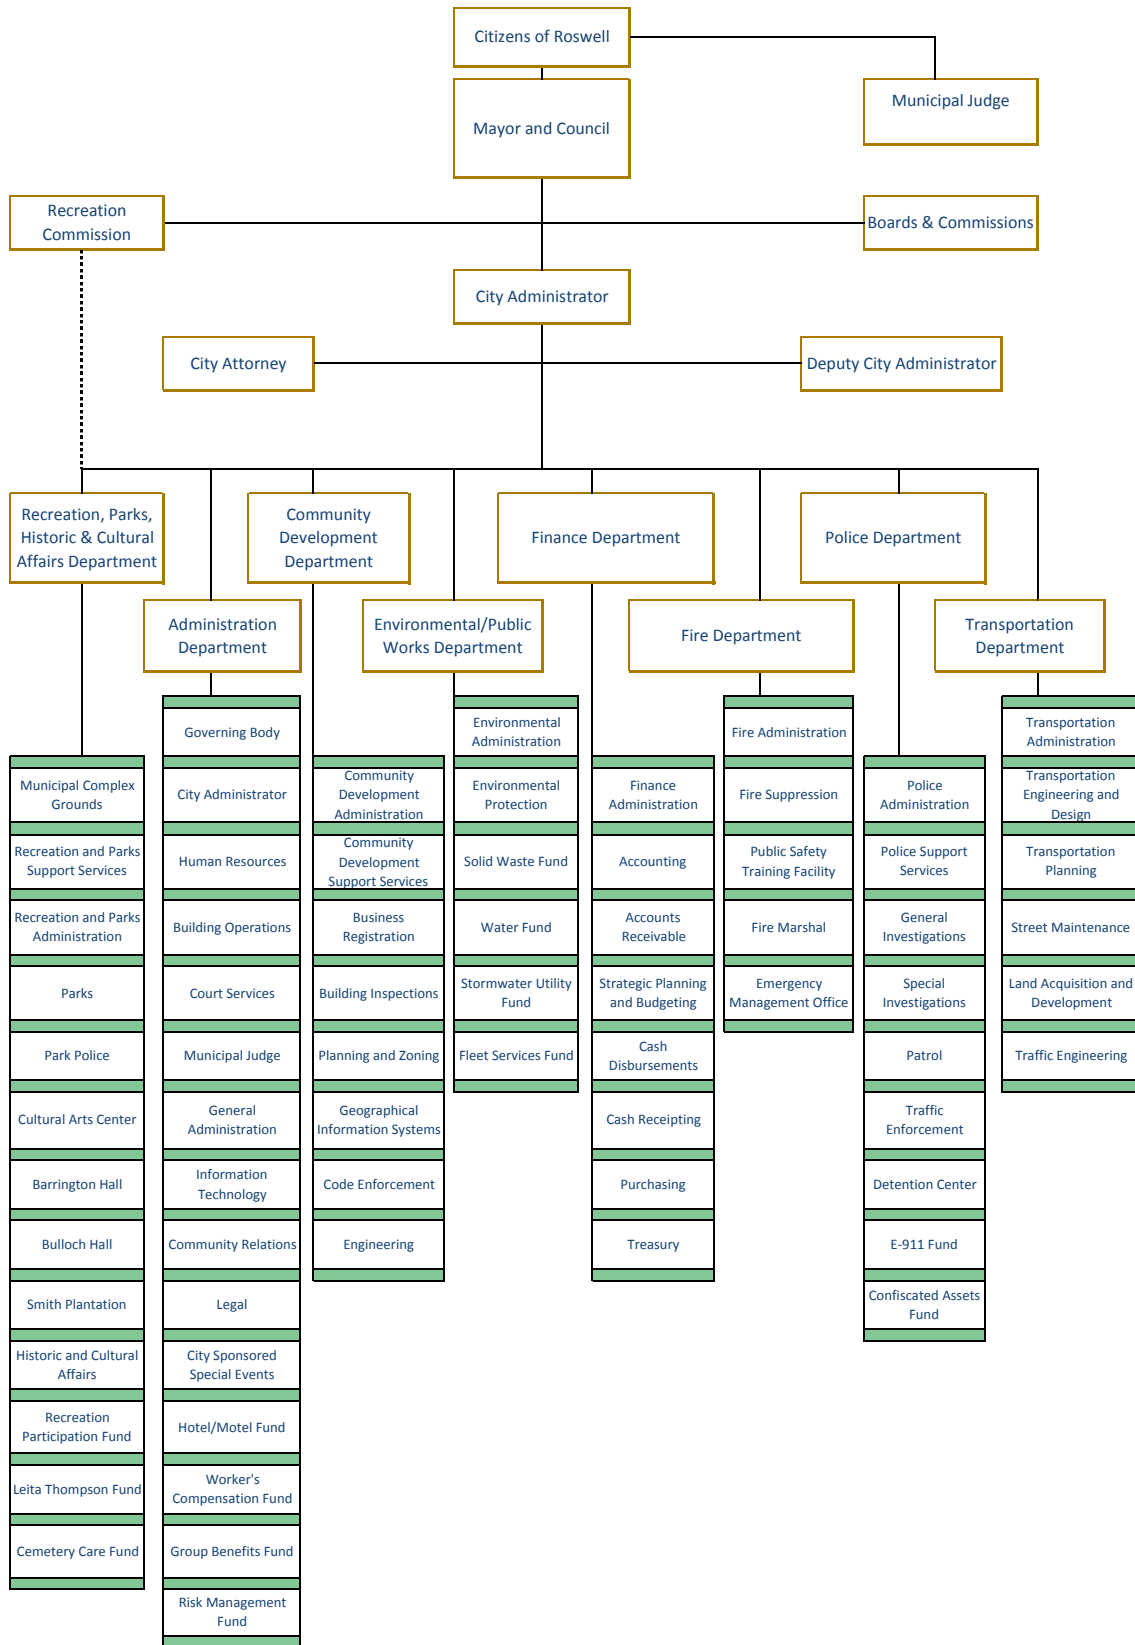 Citizens of Roswell
Municipal Judge
Mayor and Council
Recreation
Commission
Boards & Commissions
City Administrator
City Attorney
Deputy City Administrator
Recreation, Parks,
Historic & Cultural
Affairs Department
Community
Development
Department
Finance Department
Police Department
Administration
Department
Environmental/Public
Works Department
Fire Department
Transportation
Department
Municipal Complex
Grounds
Recreation and Parks
Support Services
Recreation and Parks
Administration
Parks
Park Police
Cultural Arts Center
Barrington Hall
Bulloch Hall
Smith Plantation
Historic and Cultural
Affairs
Recreation
Participation Fund
Leita Thompson Fund
Cemetery Care Fund
Governing Body
City Administrator
Human Resources
Building Operations
Court Services
Municipal Judge
General
Administration
Information
Technology
Community Relations
Legal
City Sponsored
Special Events
Hotel/Motel Fund
Worker's
Compensation Fund
Group Benefits Fund
Risk Management
Fund
Community
Development
Administration
Community
Development
Support Services
Business
Registration
Building Inspections
Planning and Zoning
Geographical
Information Systems
Code Enforcement
Engineering
Environmental
Administration
Environmental
Protection
Solid Waste Fund
Water Fund
Stormwater Utility
Fund
Fleet Services Fund
Finance
Administration
Accounting
Accounts
Receivable
Strategic Planning
and Budgeting
Cash
Disbursements
Cash Receipting
Purchasing
Treasury
Fire Administration
Fire Suppression
Public Safety
Training Facility
Fire Marshal
Emergency
Management Office
Police
Administration
Police Support
Services
General
Investigations
Special
Investigations
Patrol
Traffic
Enforcement
Detention Center
E-911 Fund
Confiscated Assets
Fund
Transportation
Administration
Transportation
Engineering and
Design
Transportation
Planning
Street Maintenance
Land Acquisition and
Development
Traffic Engineering